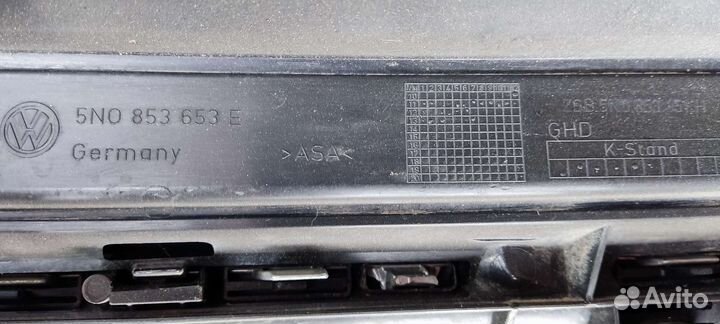 5N0 853 653 E
Germany
>ASA<
GHD
K-Stand
Avito